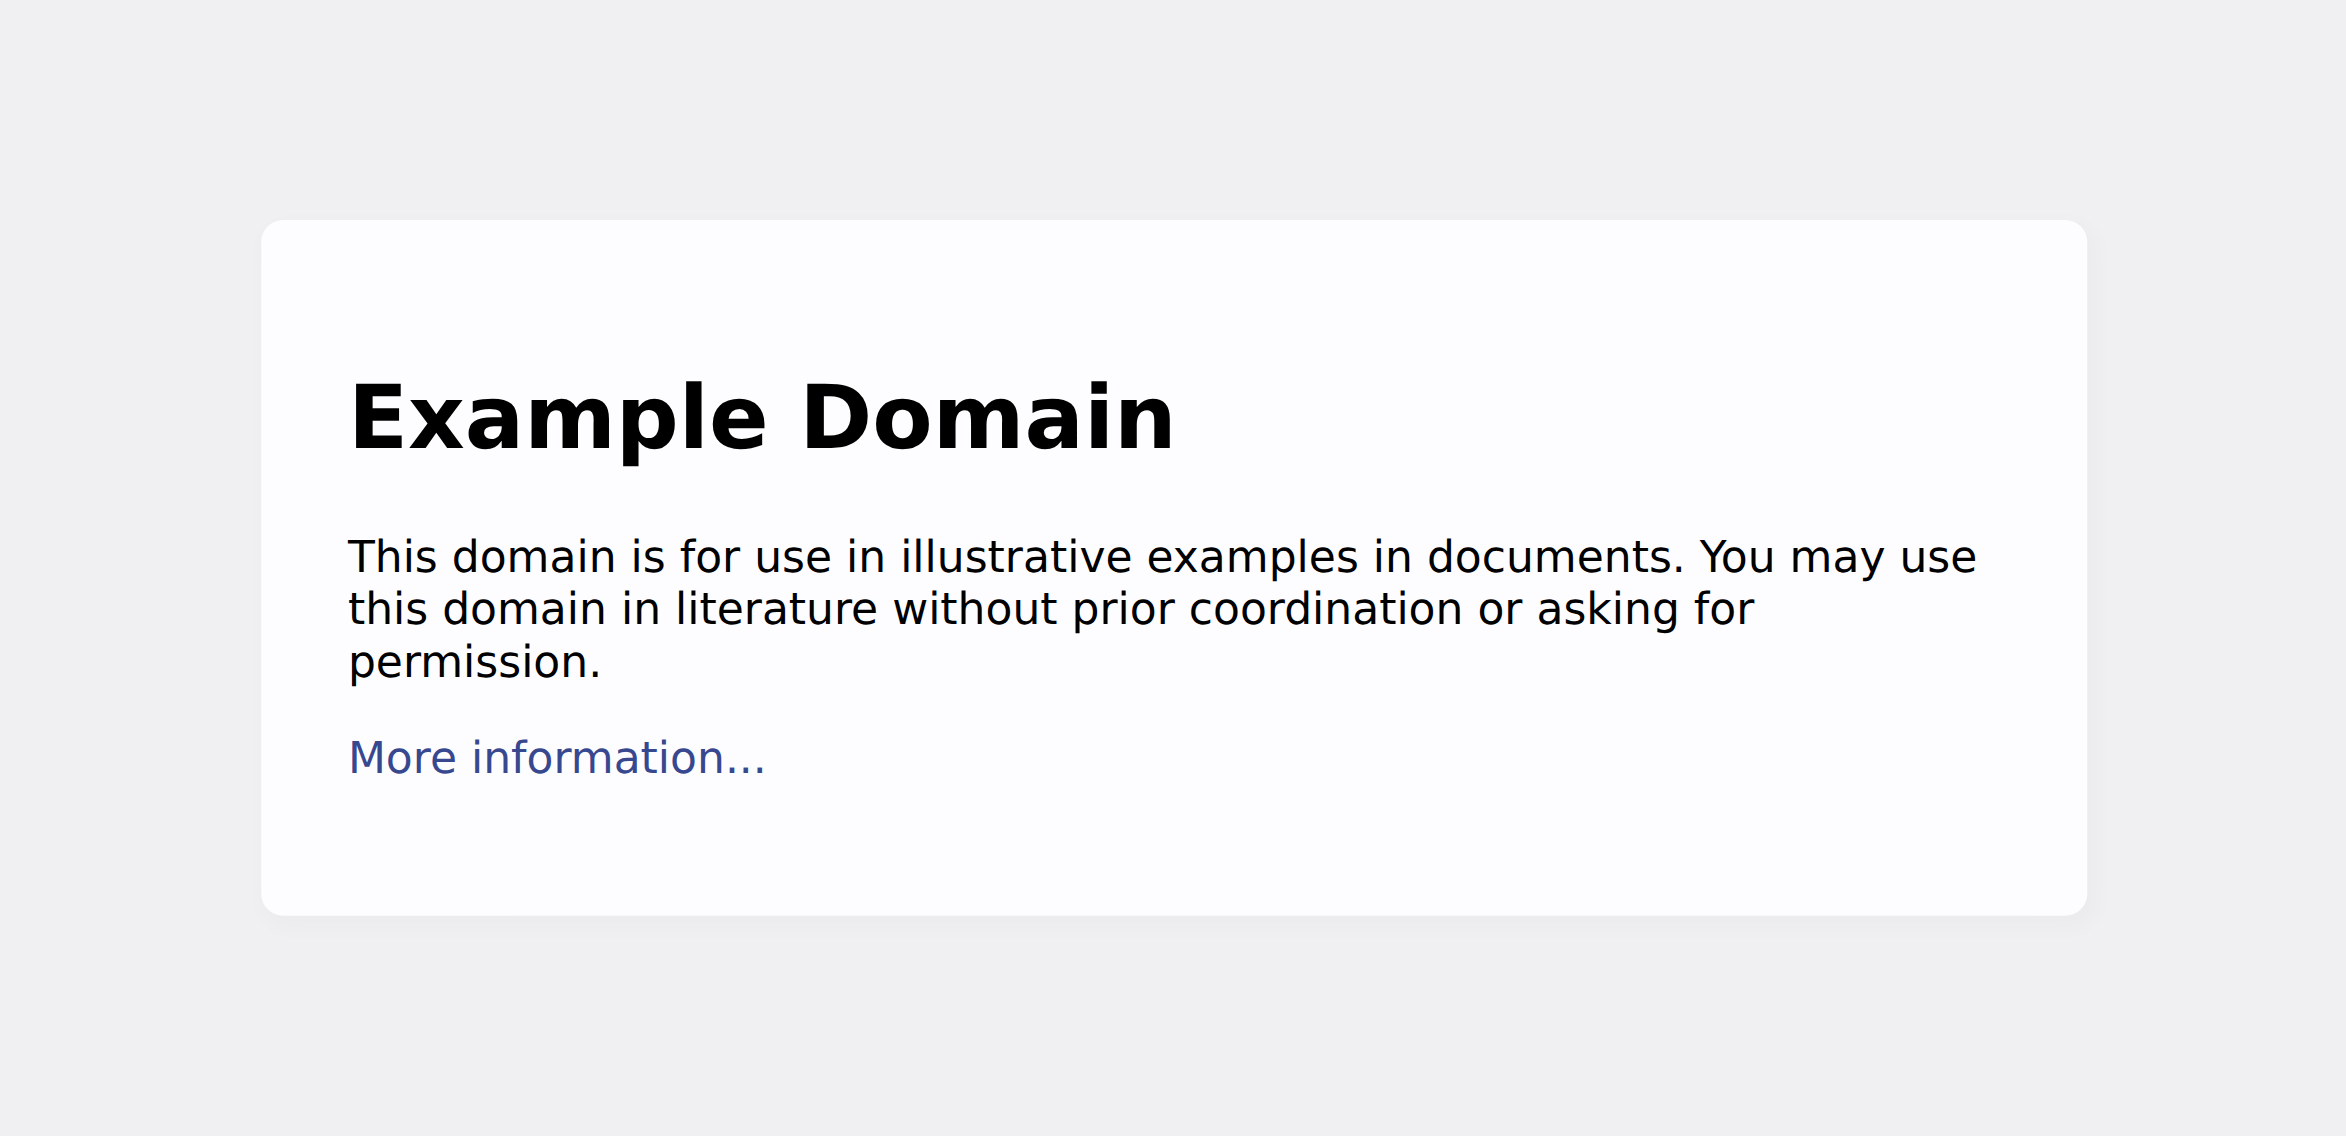 Example Domain
This domain is for use in illustrative examples in documents. You may use
this domain in literature without prior coordination or asking for
permission.
More information...